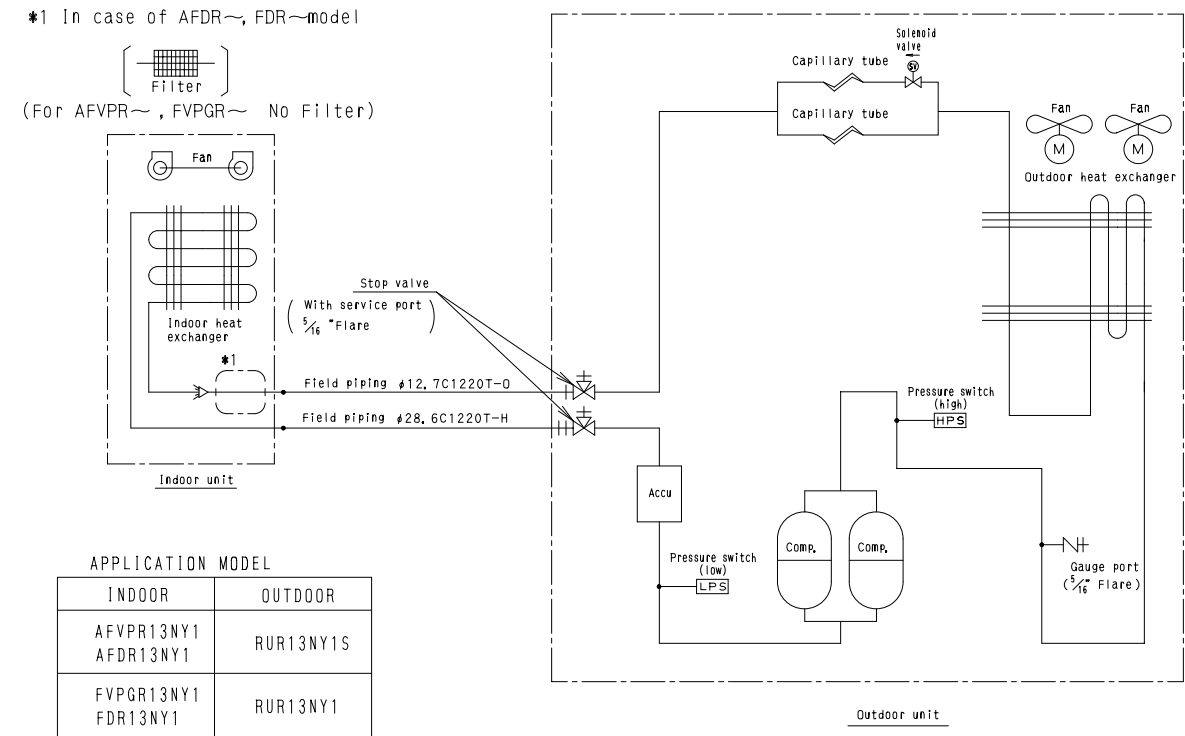 *1 In case of AFDR~, FDR~model
Filter
(For AFVPR~, FVPGR~ No Filter)
Fan
Indoor heat
exchanger
*1
Indoor unit
Stop valve
(With service port
5/16 "Flare)
Field piping φ12.7C1220T-O
Field piping φ28.6C1220T-H
Solenoid
valve
SV
Capillary tube
Capillary tube
Fan
Fan
M
M
Outdoor heat exchanger
Pressure switch
(high)
HPS
Accu
Comp.
Comp.
Pressure switch
(low)
LPS
Gauge port
(5/16" Flare)
Outdoor unit
APPLICATION MODEL
INDOOR OUTDOOR
AFVPR13NY1
AFDR13NY1
RUR13NY1S
FVPGR13NY1
FDR13NY1
RUR13NY1